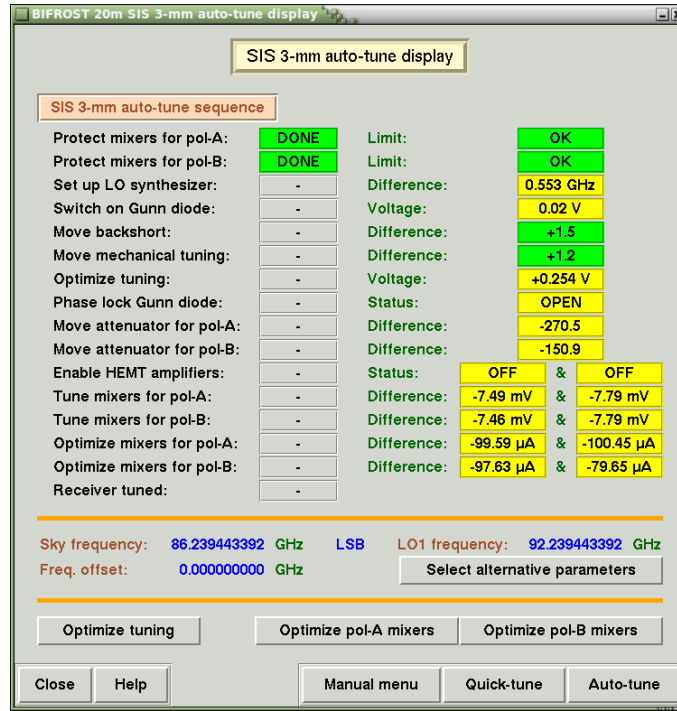 BIFROST 20m SIS 3-mm auto-tune display
SIS 3-mm auto-tune display
SIS 3-mm auto-tune sequence
Protect mixers for pol-A: DONE Limit: OK
Protect mixers for pol-B: DONE Limit: OK
Set up LO synthesizer: - Difference: 0.553 GHz
Switch on Gunn diode: - Voltage: 0.02 V
Move backshort: - Difference: +1.5
Move mechanical tuning: - Difference: +1.2
Optimize tuning: - Voltage: +0.254 V
Phase lock Gunn diode: - Status: OPEN
Move attenuator for pol-A: - Difference: -270.5
Move attenuator for pol-B: - Difference: -150.9
Enable HEMT amplifiers: - Status: OFF & OFF
Tune mixers for pol-A: - Difference: -7.49 mV & -7.79 mV
Tune mixers for pol-B: - Difference: -7.46 mV & -7.79 mV
Optimize mixers for pol-A: - Difference: -99.59 µA & -100.45 µA
Optimize mixers for pol-B: - Difference: -97.63 µA & -79.65 µA
Receiver tuned: -
Sky frequency: 86.239443392 GHz LSB LO1 frequency: 92.239443392 GHz
Freq. offset: 0.000000000 GHz Select alternative parameters
Optimize tuning Optimize pol-A mixers Optimize pol-B mixers
Close Help Manual menu Quick-tune Auto-tune